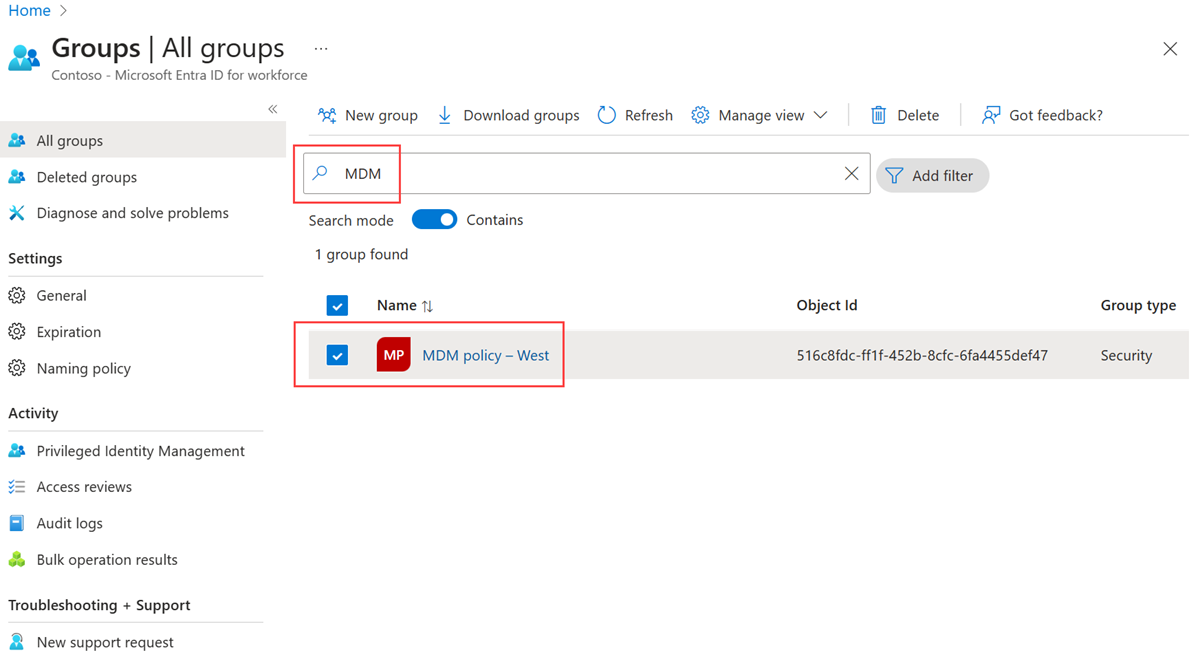 Home
Groups | All groups ...
Contoso - Microsoft Entra ID for workforce
All groups
Deleted groups
Diagnose and solve problems
Settings
General
Expiration
Naming policy
Activity
Privileged Identity Management
Access reviews
Audit logs
Bulk operation results
Troubleshooting + Support
New support request
New group Download groups Refresh Manage view Delete Got feedback?
MDM Add filter
Search mode Contains
1 group found
Name Object Id Group type
MP MDM policy – West 516c8fdc-ff1f-452b-8cfc-6fa4455def47 Security